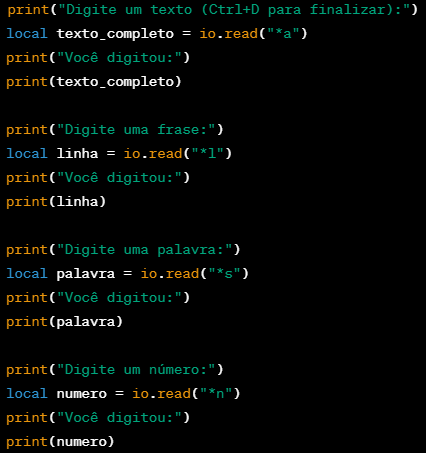 print("Digite um texto (Ctrl+D para finalizar):")
local texto_completo = io.read("*a")
print("Você digitou:")
print(texto_completo)

print("Digite uma frase:")
local linha = io.read("*l")
print("Você digitou:")
print(linha)

print("Digite uma palavra:")
local palavra = io.read("*s")
print("Você digitou:")
print(palavra)

print("Digite um número:")
local numero = io.read("*n")
print("Você digitou:")
print(numero)